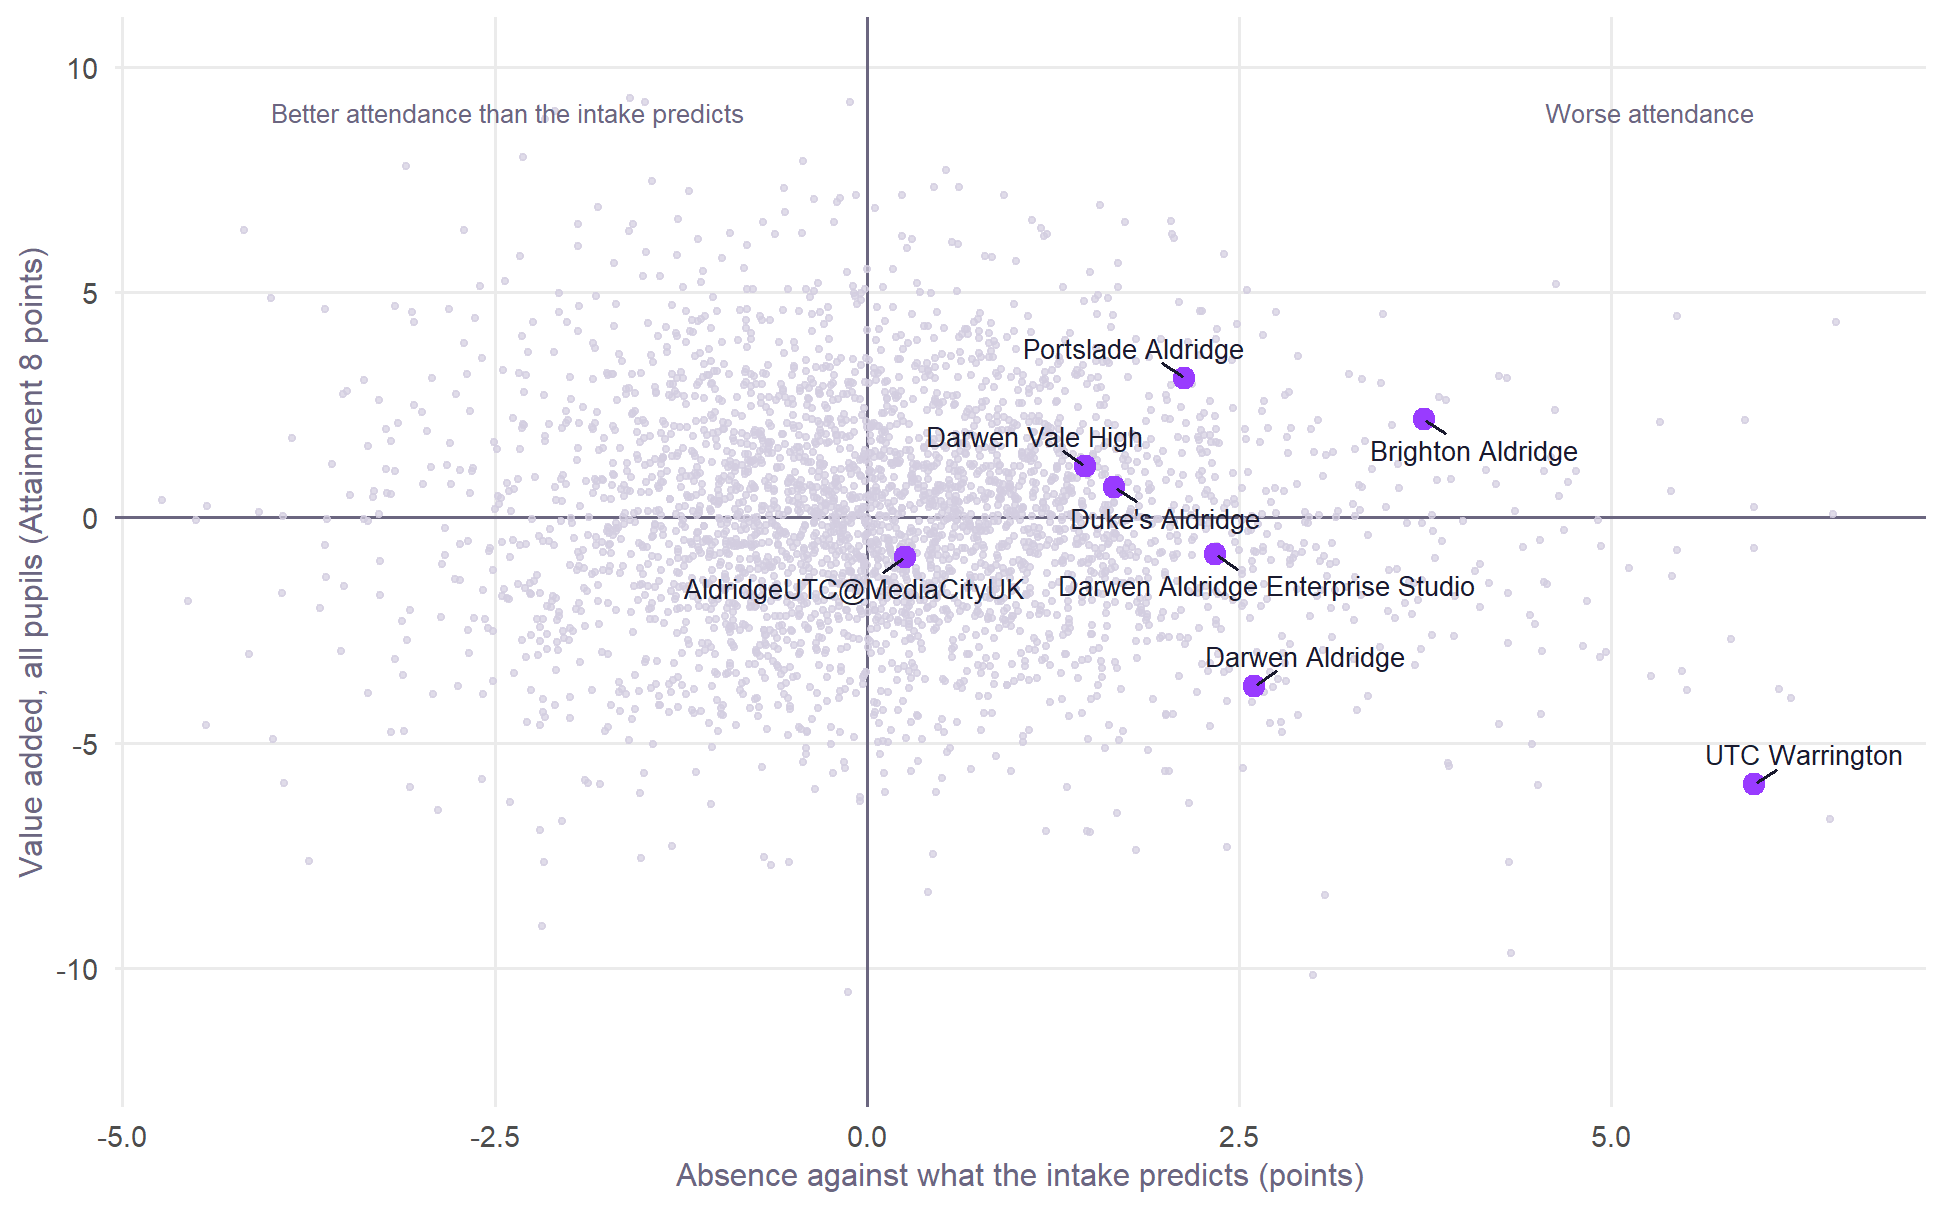 10
Better attendance than the intake predicts
Worse attendance
5
Portslade Aldridge
Darwen Vale High
Brighton Aldridge
0
Duke's Aldridge
AldridgeUTC@MediaCityUK
Darwen Aldridge Enterprise Studio
Darwen Aldridge
-5
UTC Warrington
-10
-5.0
-2.5
0.0
2.5
5.0
Absence against what the intake predicts (points)
Value added, all pupils (Attainment 8 points)